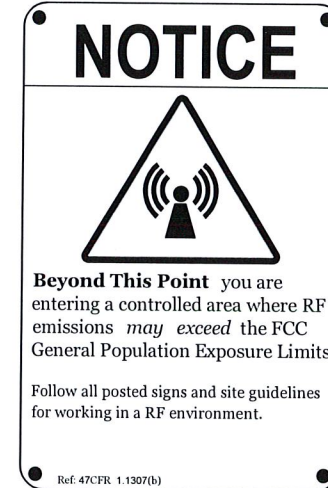 NOTICE
Beyond This Point you are
entering a controlled area where RF
emissions may exceed the FCC
General Population Exposure Limits
Follow all posted signs and site guidelines
for working in a RF environment.
Ref: 47CFR 1.1307(b)